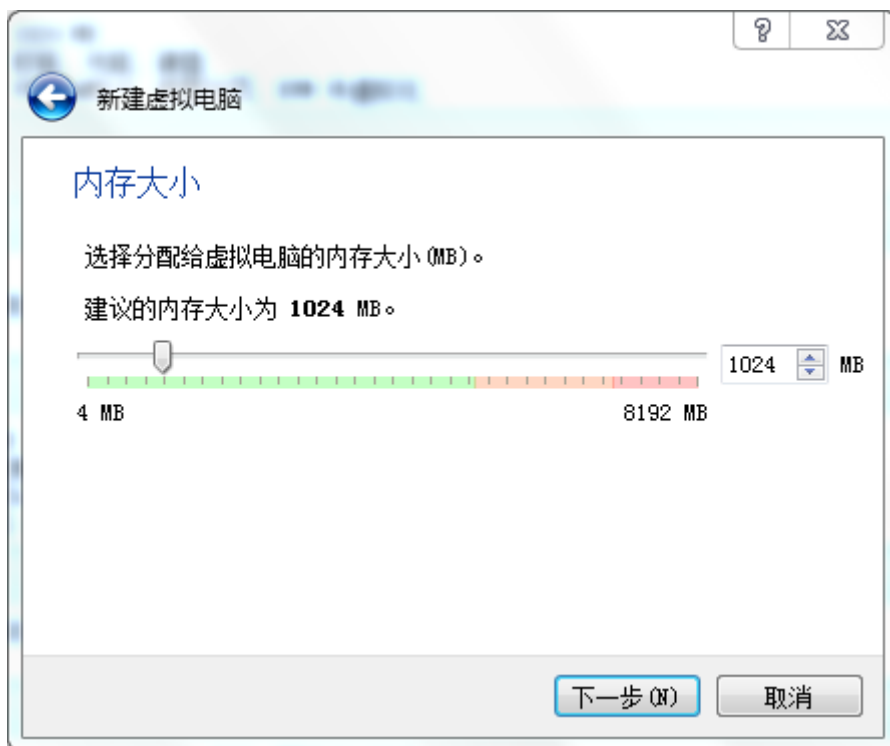 新建虚拟电脑
内存大小
选择分配给虚拟电脑的内存大小(MB)。
建议的内存大小为 1024 MB。
1024 MB
4 MB 8192 MB
下一步(N) 取消